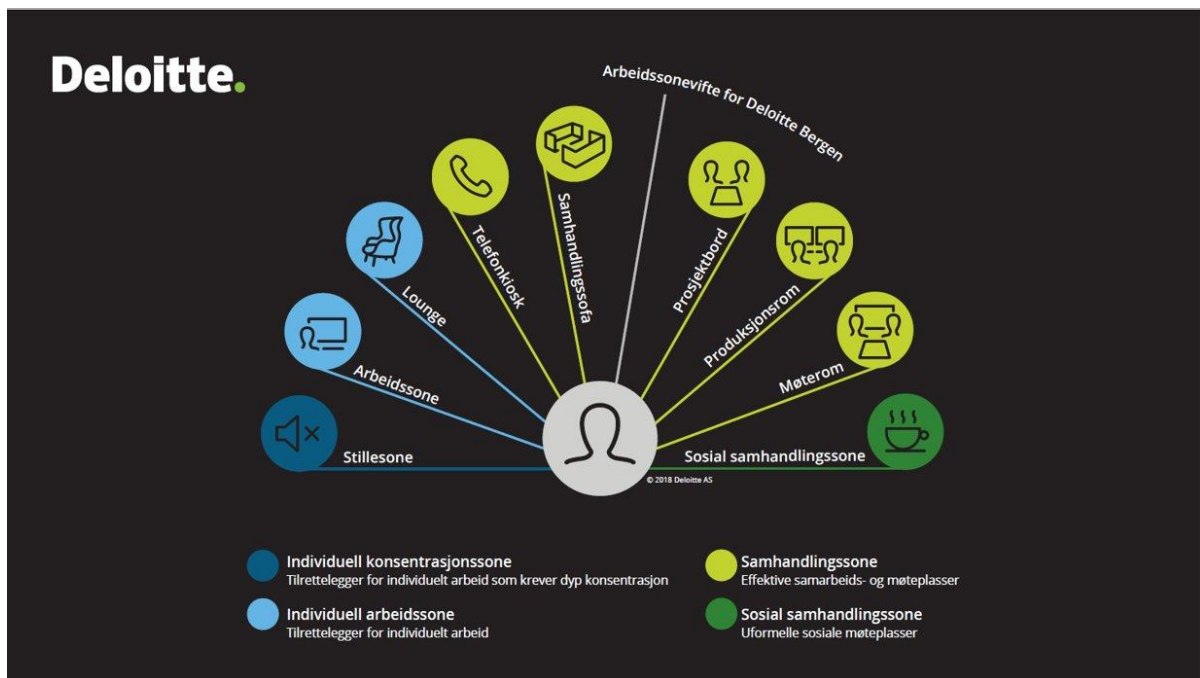 Deloitte.
Arbeidssonevifte for Deloitte Bergen
Samhandlingssofa
Telefonkiosk
Prosjektbord
Lounge
Produksjonsrom
Arbeidssone
Møterom
Stillesone
Sosial samhandlingssone
© 2018 Deloitte AS
Individuell konsentrasjonssone
Tilrettelegger for individuelt arbeid som krever dyp konsentrasjon
Individuell arbeidssone
Tilrettelegger for individuelt arbeid
Samhandlingssone
Effektive samarbeids- og møteplasser
Sosial samhandlingssone
Uformelle sosiale møteplasser